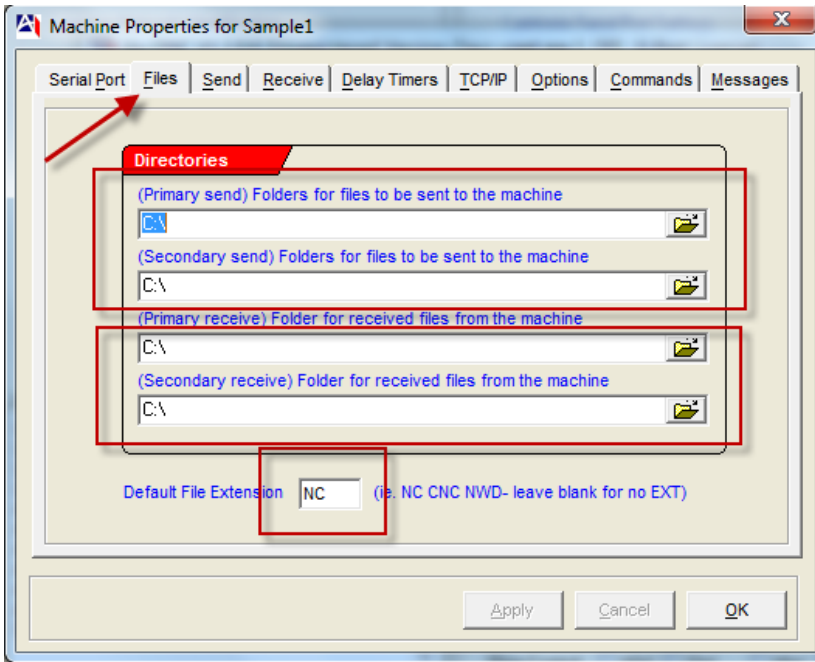 Machine Properties for Sample1
Serial Port Files Send Receive Delay Timers TCP/IP Options Commands Messages
Directories
(Primary send) Folders for files to be sent to the machine
C:\
(Secondary send) Folders for files to be sent to the machine
C:\
(Primary receive) Folder for received files from the machine
C:\
(Secondary receive) Folder for received files from the machine
C:\
Default File Extension NC (ie. NC CNC NWD- leave blank for no EXT)
Apply Cancel OK